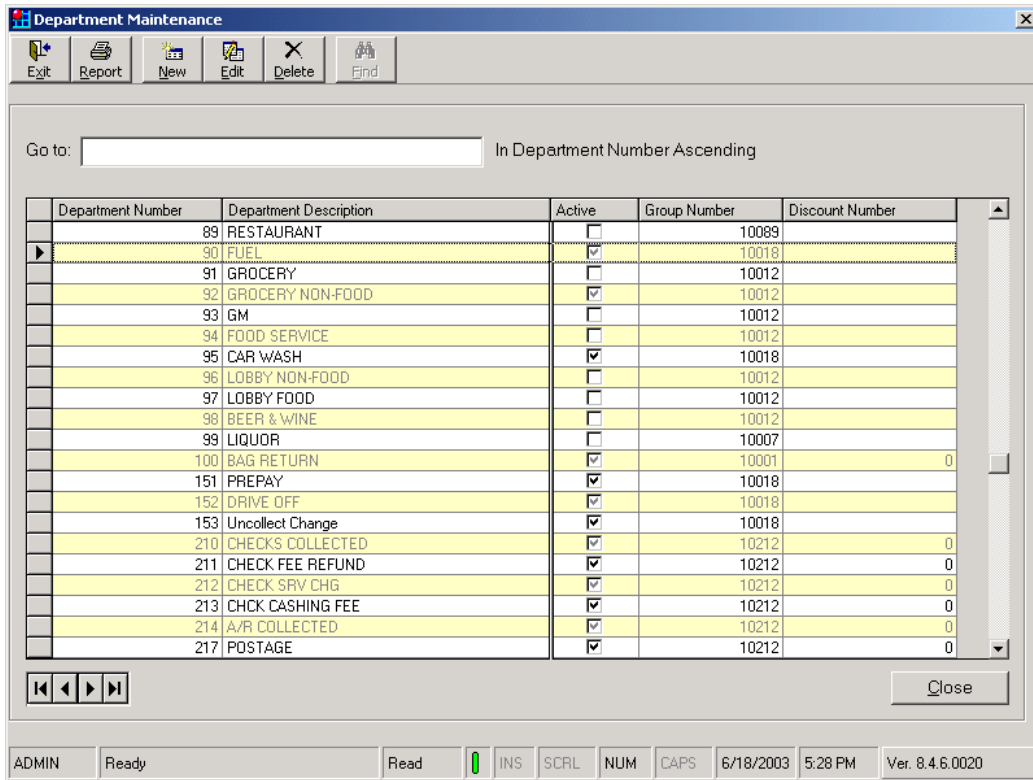 Department Maintenance
Exit Report New Edit Delete Find
Go to: In Department Number Ascending
Department Number Department Description Active Group Number Discount Number
89 RESTAURANT 10089
90 FUEL 10018
91 GROCERY 10012
92 GROCERY NON-FOOD 10012
93 GM 10012
94 FOOD SERVICE 10012
95 CAR WASH 10018
96 LOBBY NON-FOOD 10012
97 LOBBY FOOD 10012
98 BEER & WINE 10012
99 LIQUOR 10007
100 BAG RETURN 10001 0
151 PREPAY 10018
152 DRIVE OFF 10018
153 Uncollect Change 10018
210 CHECKS COLLECTED 10212 0
211 CHECK FEE REFUND 10212 0
212 CHECK SRV CHG 10212 0
213 CHCK CASHING FEE 10212 0
214 A/R COLLECTED 10212 0
217 POSTAGE 10212 0
Close
ADMIN Ready Read INS SCRL NUM CAPS 6/18/2003 5:28 PM Ver. 8.4.6.0020